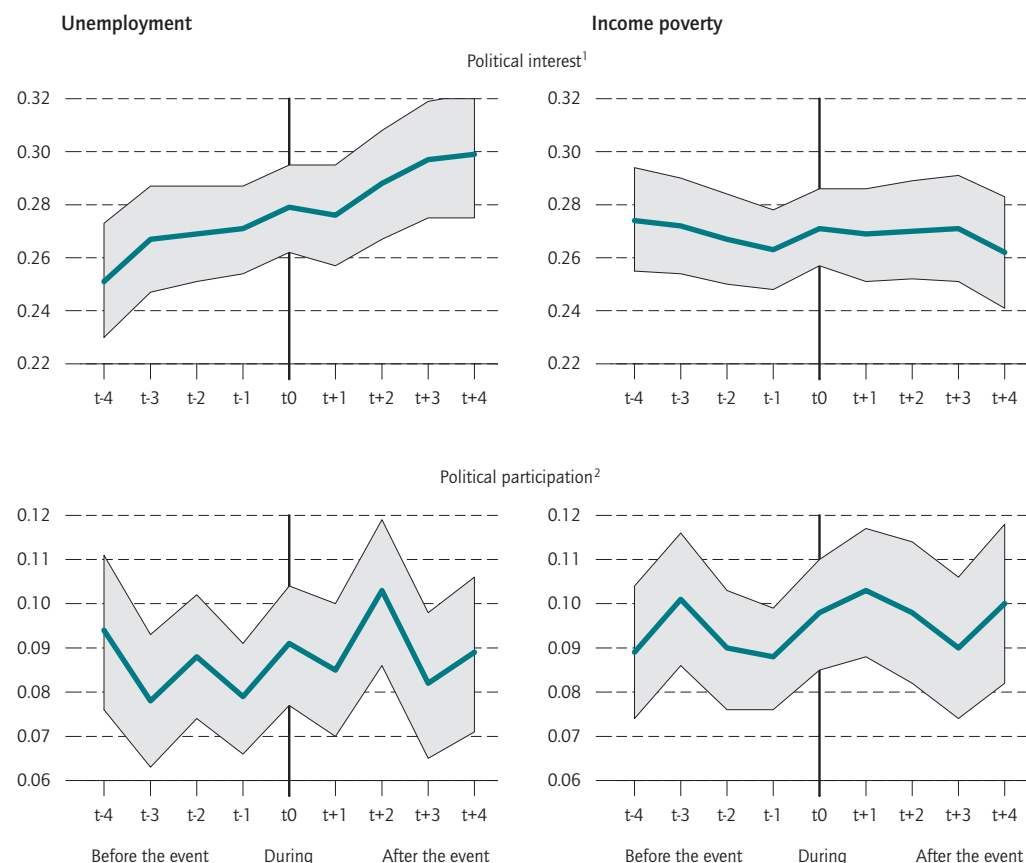 Unemployment Income poverty
Political interest¹
0.32 0.32
0.30 0.30
0.28 0.28
0.26 0.26
0.24 0.24
0.22 0.22
t-4 t-3 t-2 t-1 t0 t+1 t+2 t+3 t+4 t-4 t-3 t-2 t-1 t0 t+1 t+2 t+3 t+4
Political participation²
0.12 0.12
0.11 0.11
0.10 0.10
0.09 0.09
0.08 0.08
0.07 0.07
0.06 0.06
t-4 t-3 t-2 t-1 t0 t+1 t+2 t+3 t+4 t-4 t-3 t-2 t-1 t0 t+1 t+2 t+3 t+4
Before the event During After the event Before the event During After the event